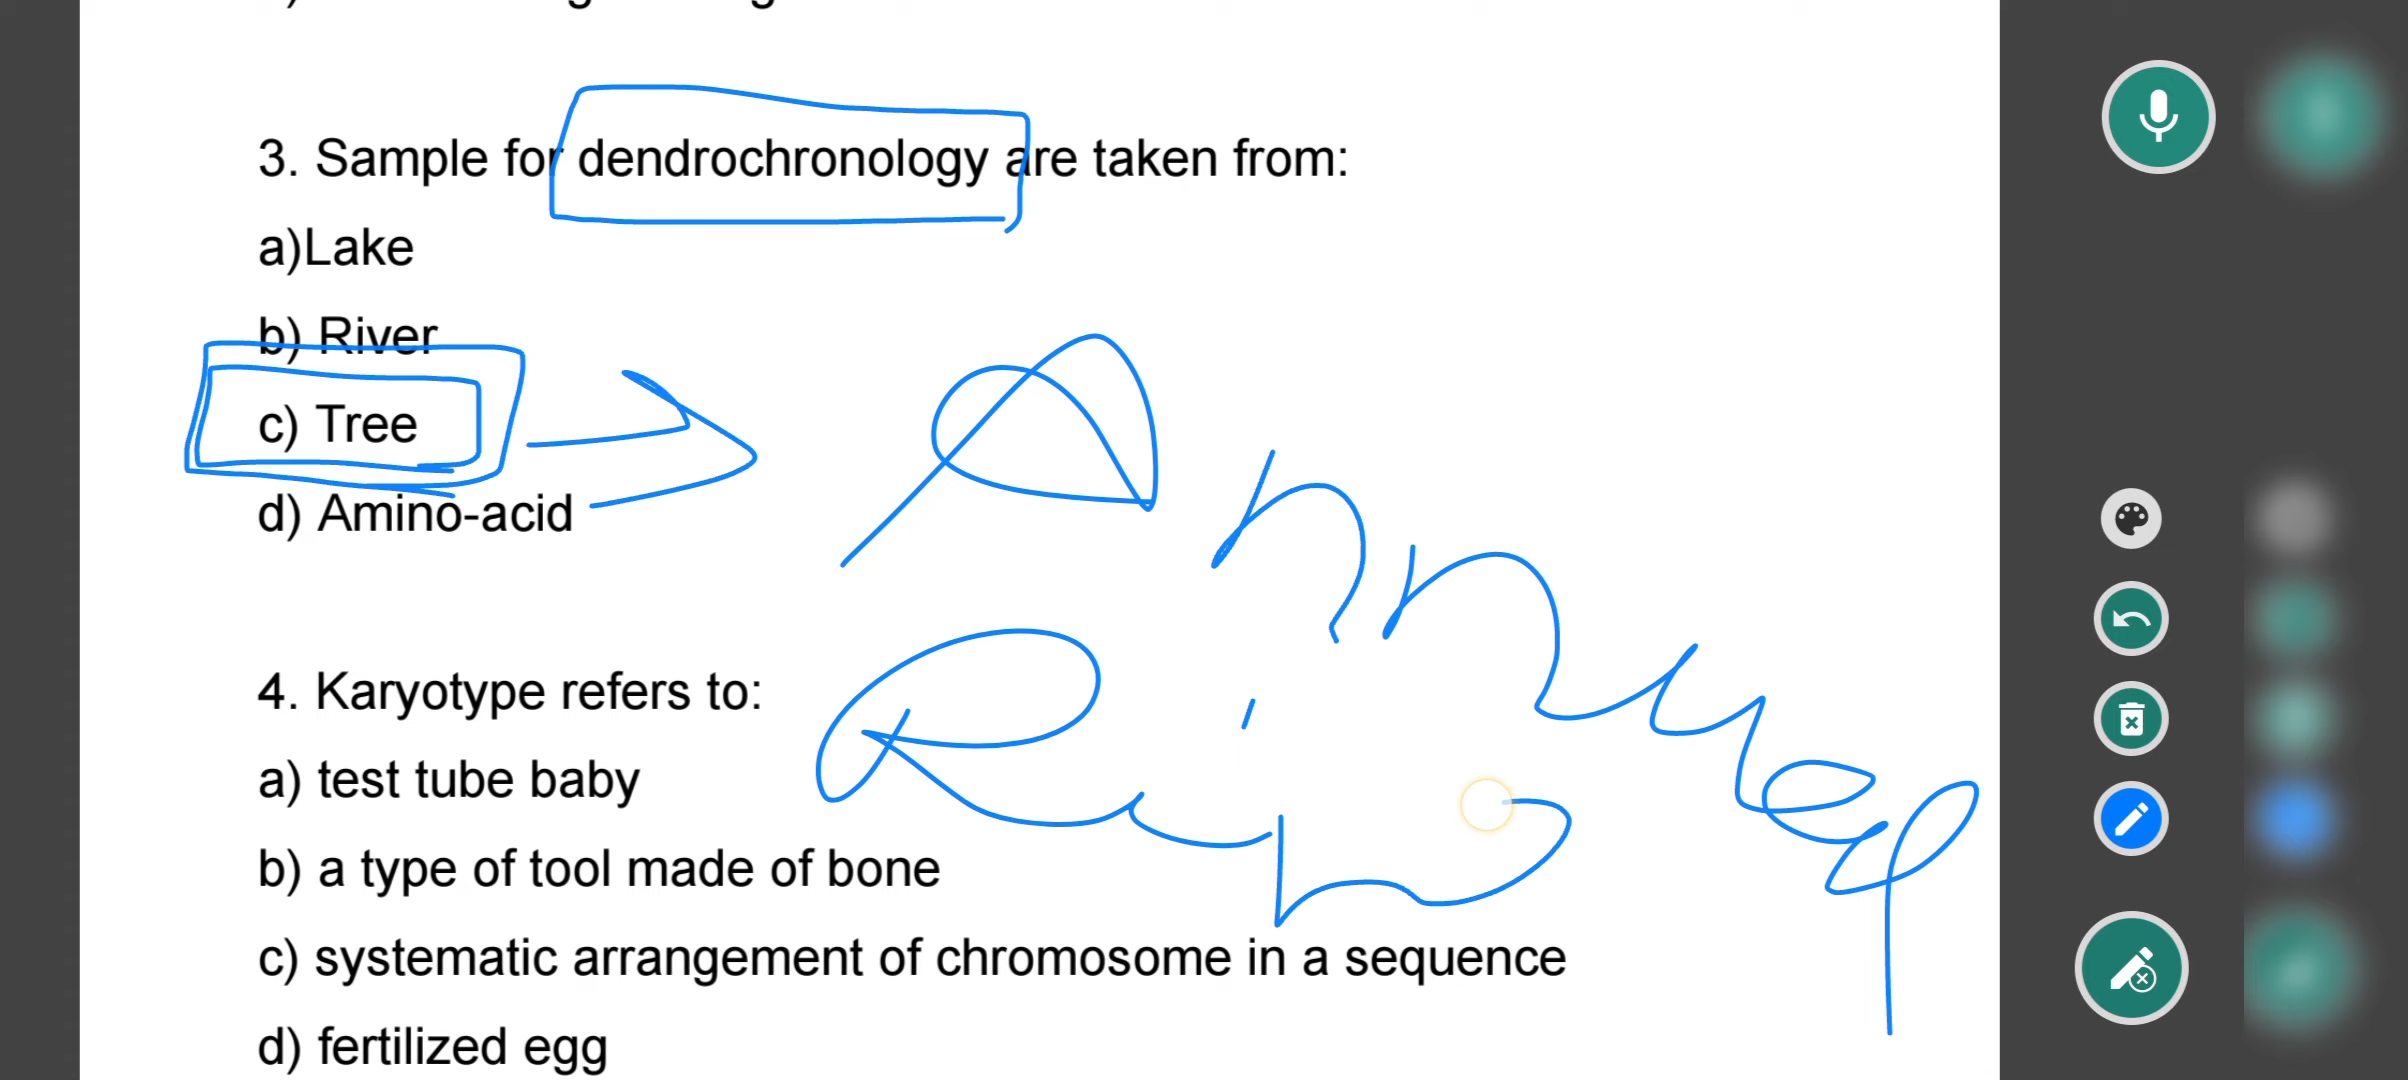 3. Sample for dendrochronology are taken from:
a)Lake
b) River
c) Tree
d) Amino-acid
4. Karyotype refers to:
a) test tube baby
b) a type of tool made of bone
c) systematic arrangement of chromosome in a sequence
d) fertilized egg